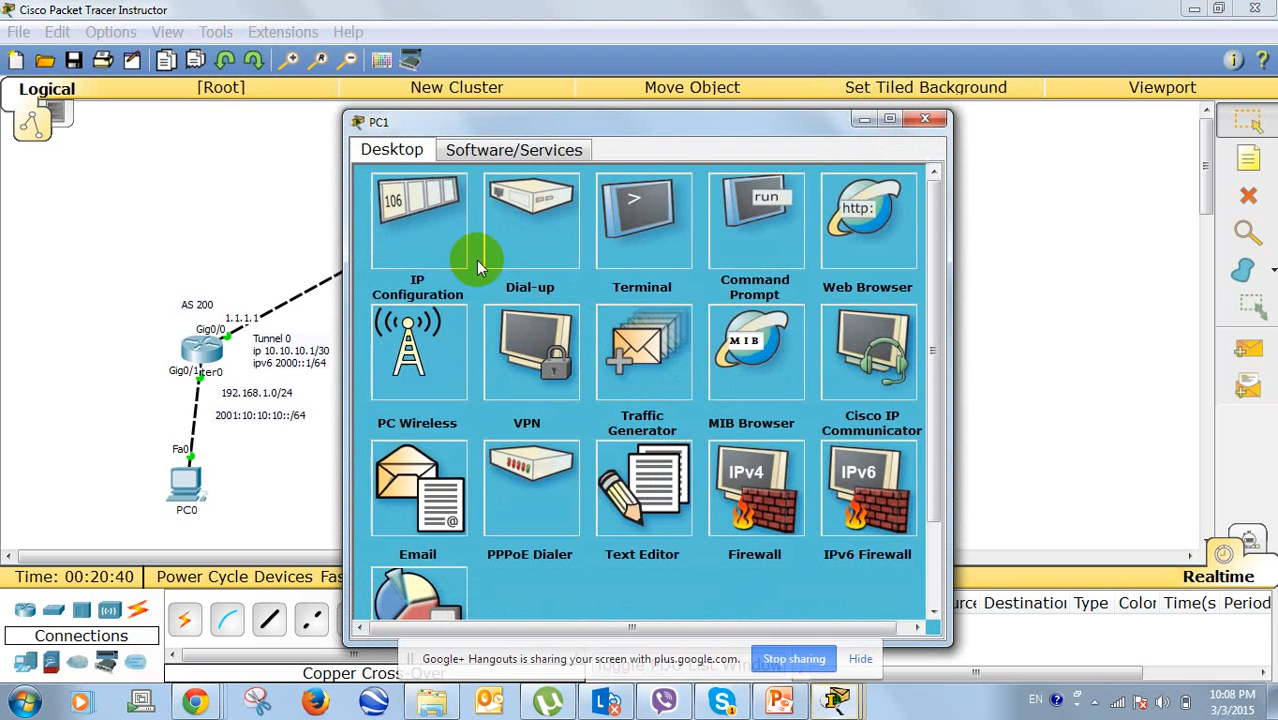 Cisco Packet Tracer Instructor
File Edit Options View Tools Extensions Help
Logical [Root] New Cluster Move Object Set Tiled Background Viewport
PC1
Desktop Software/Services
106 > run http:
IP Configuration
Dial-up
Terminal
Command Prompt
Web Browser
M I B
PC Wireless
VPN
Traffic Generator
MIB Browser
Cisco IP Communicator
@ IPv4 IPv6
Email
PPPoE Dialer
Text Editor
Firewall
IPv6 Firewall
AS 200
1.1.1.1
Gig0/0
Tunnel 0
ip 10.10.10.1/30
ipv6 2000::1/64
Gig0/1
192.168.1.0/24
2001:10:10:10::/64
Fa0
PC0
Time: 00:20:40 Power Cycle Devices Fas
Realtime
Destination Type Color Time(s Period
Connections
Google+ Hangouts is sharing your screen with plus.google.com. Stop sharing Hide
Copper Cross-Over
EN
10:08 PM
3/3/2015